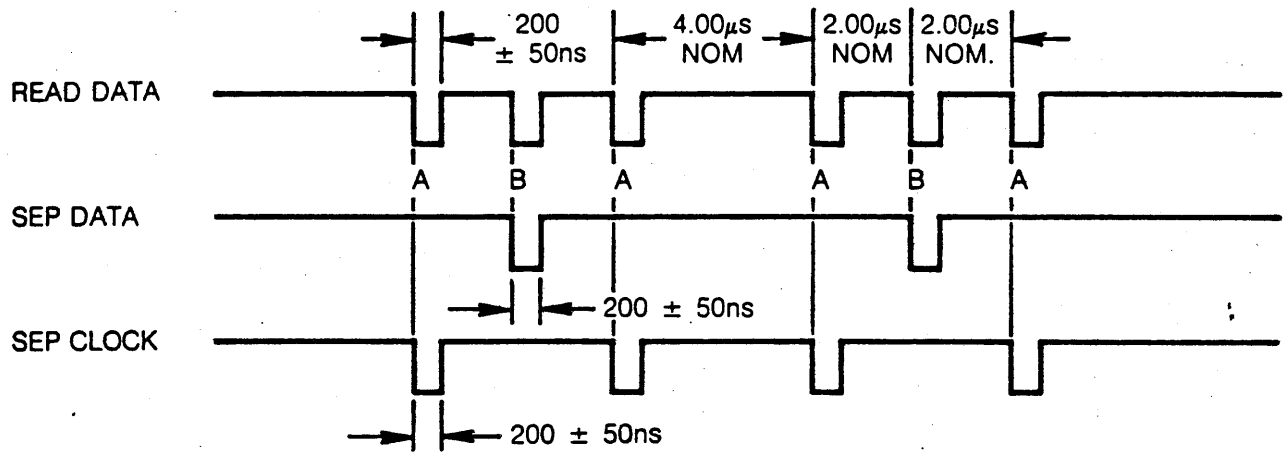 200
± 50ns
4.00µs
NOM
2.00µs
NOM
2.00µs
NOM.
READ DATA
A B A A B A
SEP DATA
200 ± 50ns
SEP CLOCK
200 ± 50ns